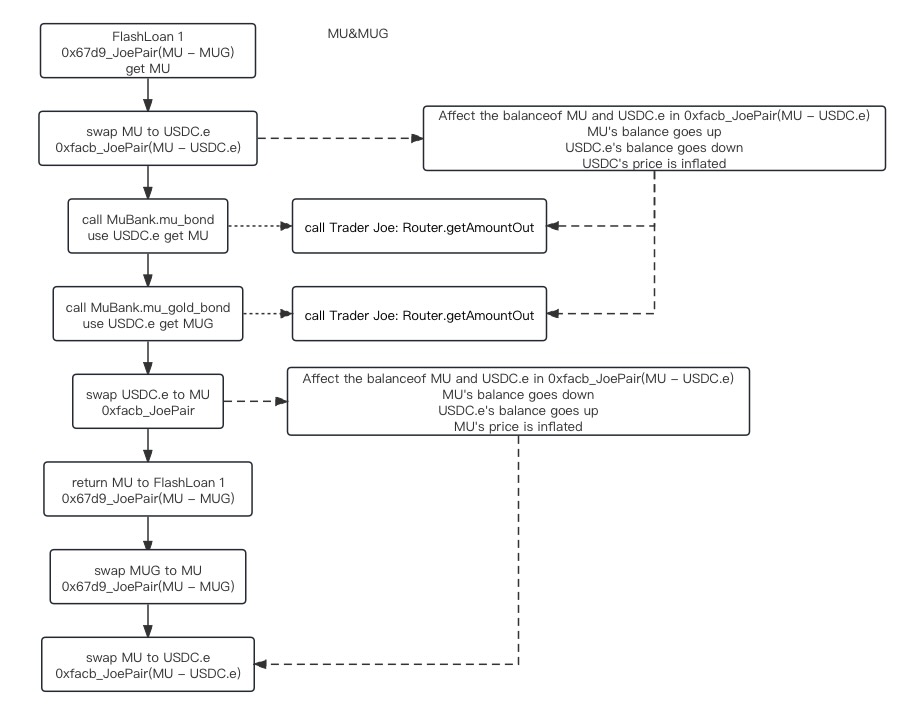 MU&MUG
FlashLoan 1
0x67d9_JoePair(MU – MUG)
get MU
swap MU to USDC.e
0xfacb_JoePair(MU – USDC.e)
Affect the balanceof MU and USDC.e in 0xfacb_JoePair(MU – USDC.e)
MU's balance goes up
USDC.e's balance goes down
USDC's price is inflated
call MuBank.mu_bond
use USDC.e get MU
call Trader Joe: Router.getAmountOut
call MuBank.mu_gold_bond
use USDC.e get MUG
call Trader Joe: Router.getAmountOut
swap USDC.e to MU
0xfacb_JoePair
Affect the balanceof MU and USDC.e in 0xfacb_JoePair(MU – USDC.e)
MU's balance goes down
USDC.e's balance goes up
MU's price is inflated
return MU to FlashLoan 1
0x67d9_JoePair(MU – MUG)
swap MUG to MU
0x67d9_JoePair(MU – MUG)
swap MU to USDC.e
0xfacb_JoePair(MU – USDC.e)